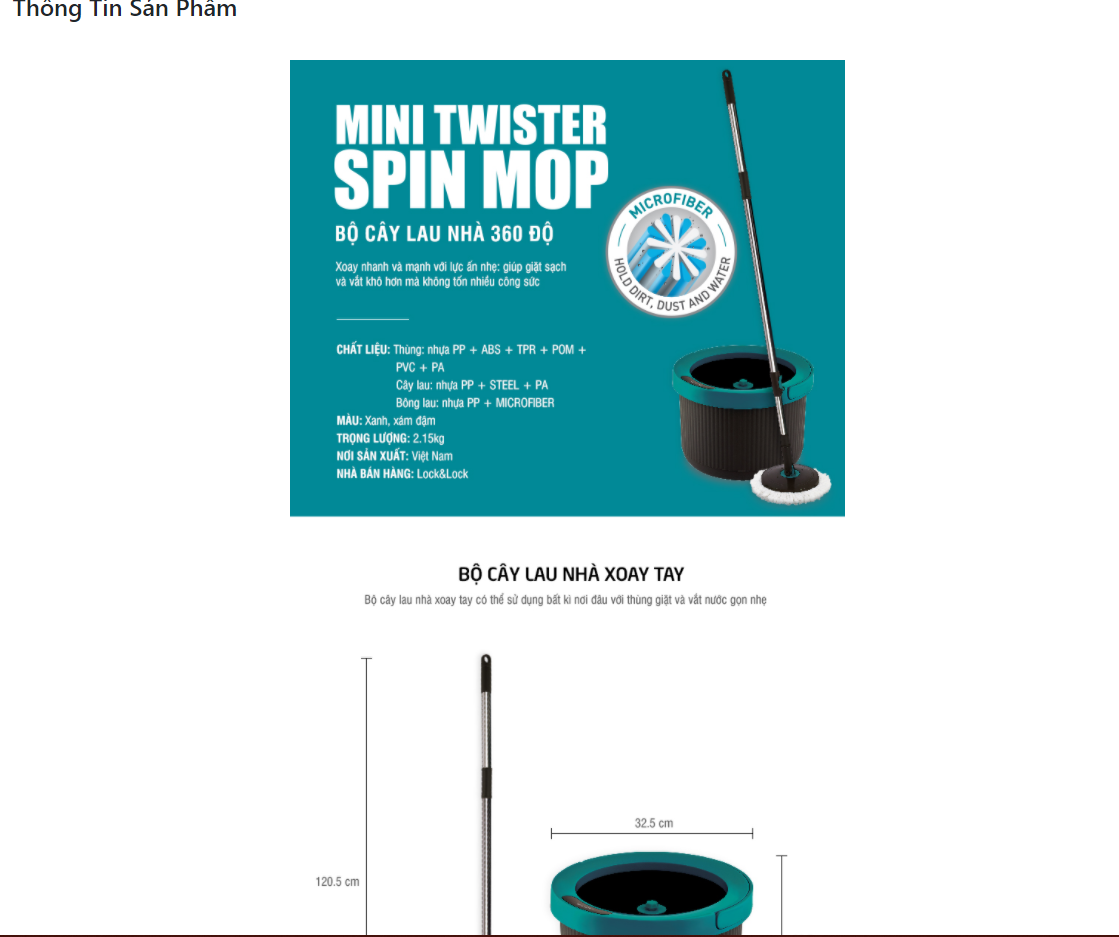 Thông Tin Sản Phẩm
MINI TWISTER
SPIN MOP
BỘ CÂY LAU NHÀ 360 ĐỘ
Xoay nhanh và mạnh với lực ấn nhẹ: giúp giặt sạch
và vắt khô hơn mà không tốn nhiều công sức
MICROFIBER
HOLD DIRT, DUST AND WATER
CHẤT LIỆU: Thùng: nhựa PP + ABS + TPR + POM +
PVC + PA
Cây lau: nhựa PP + STEEL + PA
Bông lau: nhựa PP + MICROFIBER
MÀU: Xanh, xám đậm
TRỌNG LƯỢNG: 2.15kg
NƠI SẢN XUẤT: Việt Nam
NHÀ BÁN HÀNG: Lock&Lock
BỘ CÂY LAU NHÀ XOAY TAY
Bộ cây lau nhà xoay tay có thể sử dụng bất kì nơi đâu với thùng giặt và vắt nước gọn nhẹ
32.5 cm
120.5 cm